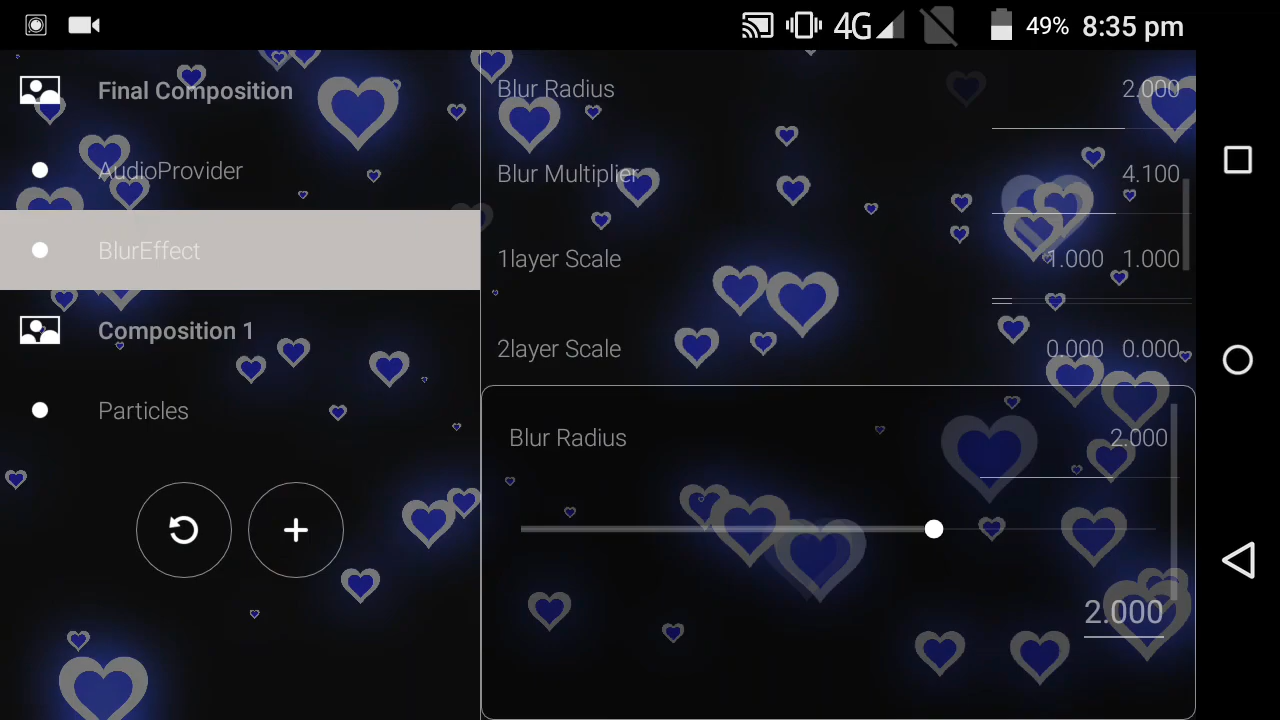 4G 49% 8:35 pm
Final Composition
AudioProvider
BlurEffect
Composition 1
Particles
Blur Radius 2.000
Blur Multiplier 4.100
1layer Scale 1.000 1.000
2layer Scale 0.000 0.000
Blur Radius 2.000
2.000